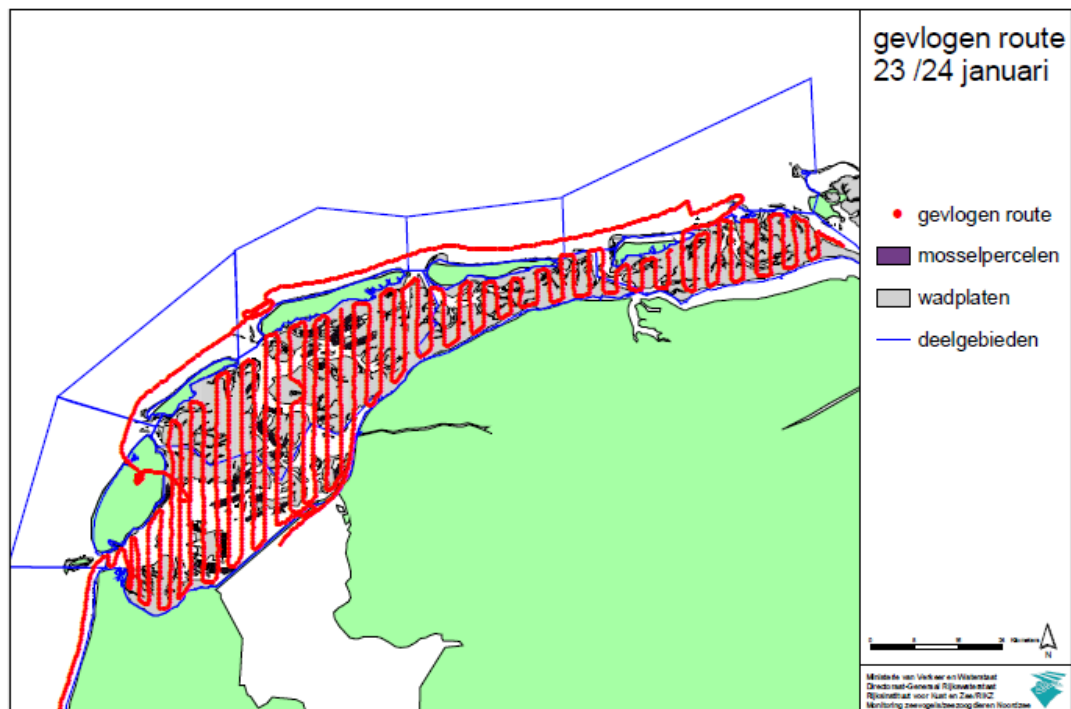 gevlogen route
23 /24 januari
gevlogen route
mosselpercelen
wadplaten
deelgebieden
Kilometers
N
Ministerie van Verkeer en Waterstaat
Directoraat-Generaal Rijkswaterstaat
Rijksinstituut voor Kust en Zee/RIKZ
Monitoring zeevogels/zeezoogdieren Noordzee